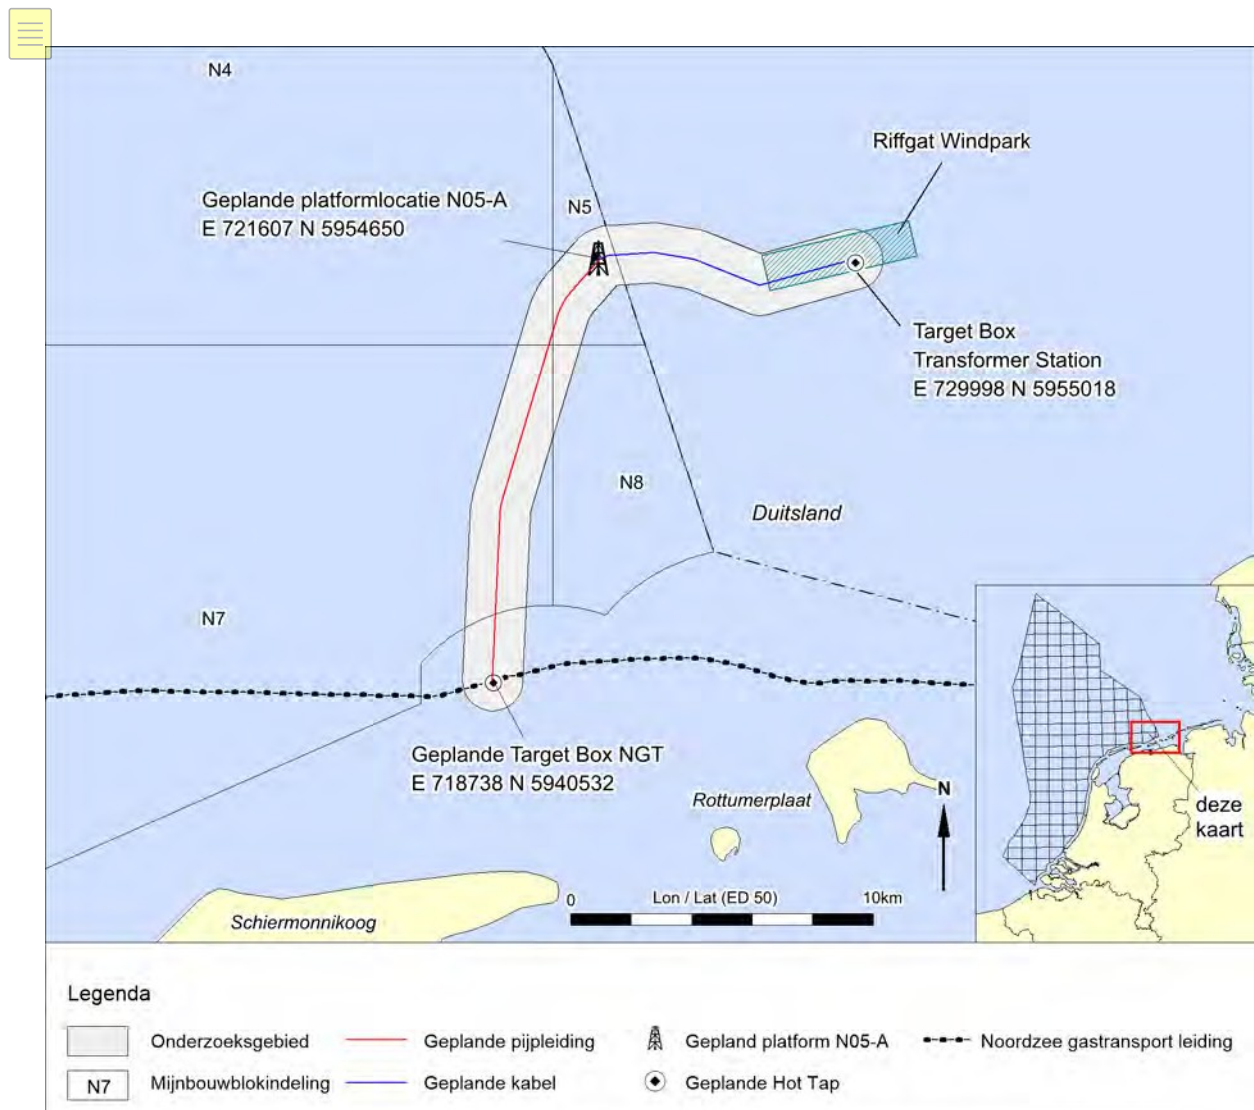 N4
Riffgat Windpark
Geplande platformlocatie N05-A
E 721607 N 5954650
N5
Target Box
Transformer Station
E 729998 N 5955018
N8
Duitsland
N7
Geplande Target Box NGT
E 718738 N 5940532
Rottumerplaat
N
deze
kaart
0 Lon / Lat (ED 50) 10km
Schiermonnikoog
Legenda
Onderzoeksgebied Geplande pijpleiding Gepland platform N05-A Noordzee gastransport leiding
N7 Mijnbouwblokindeling Geplande kabel Geplande Hot Tap